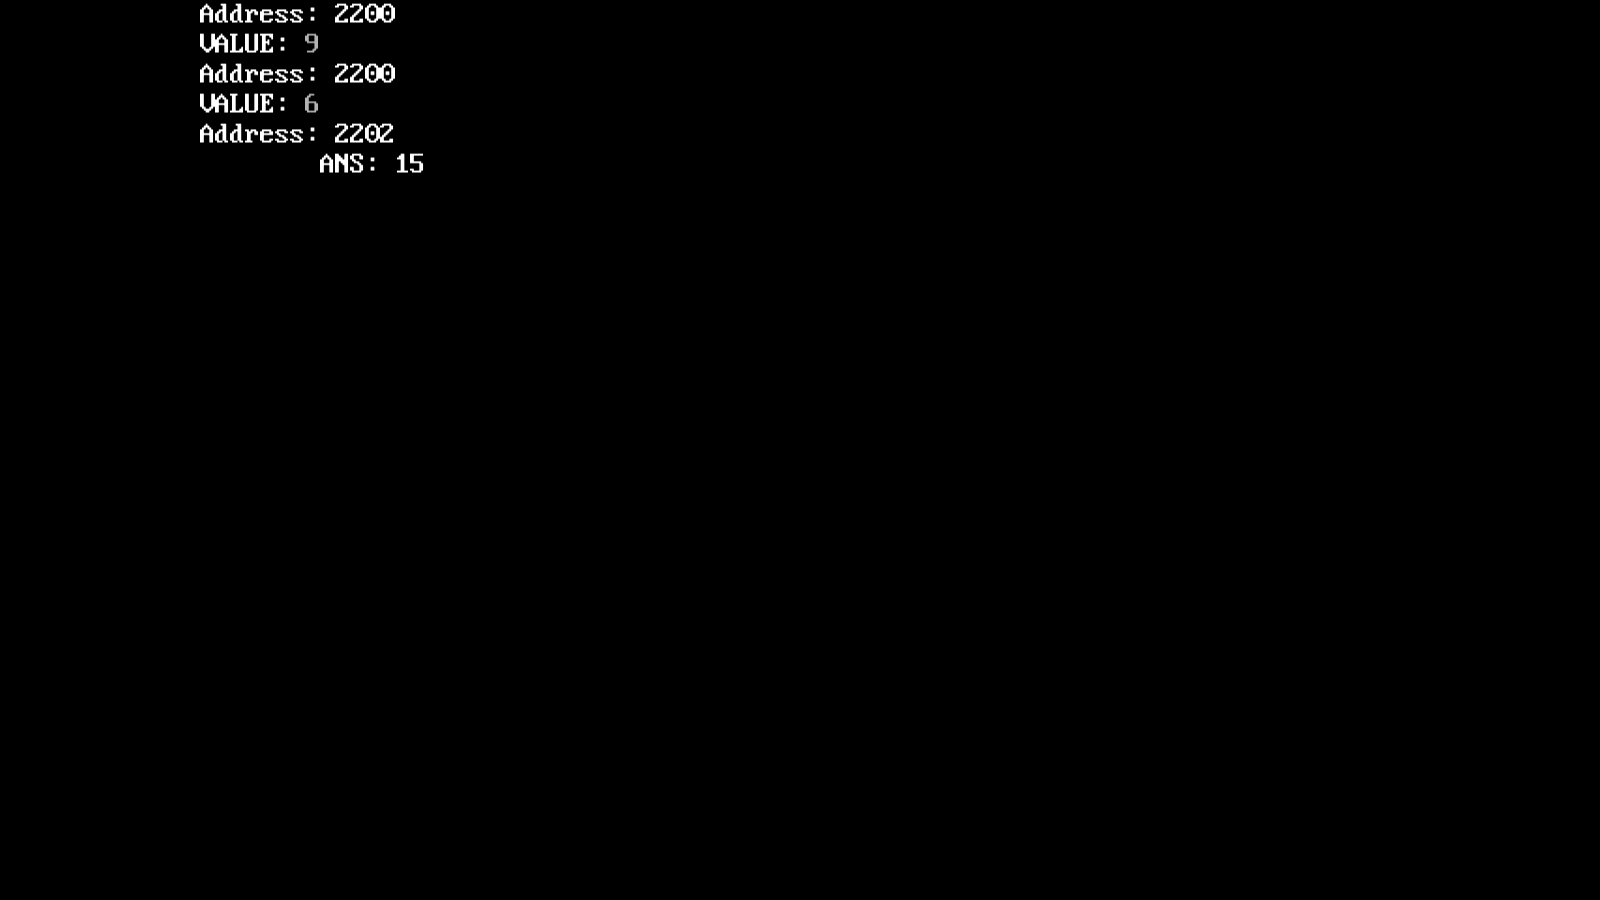 Address: 2200
VALUE: 9
Address: 2200
VALUE: 6
Address: 2202
ANS: 15